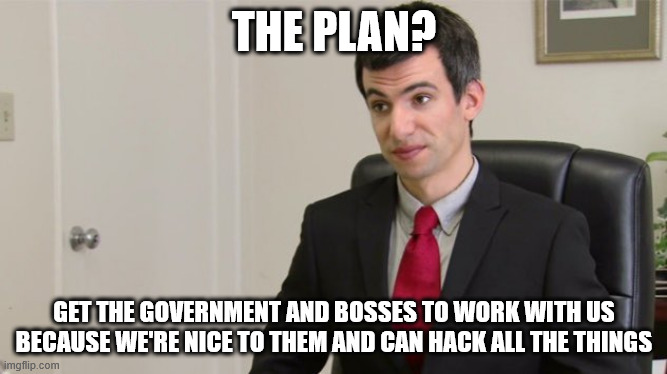 THE PLAN?
GET THE GOVERNMENT AND BOSSES TO WORK WITH US
BECAUSE WE'RE NICE TO THEM AND CAN HACK ALL THE THINGS
imgflip.com